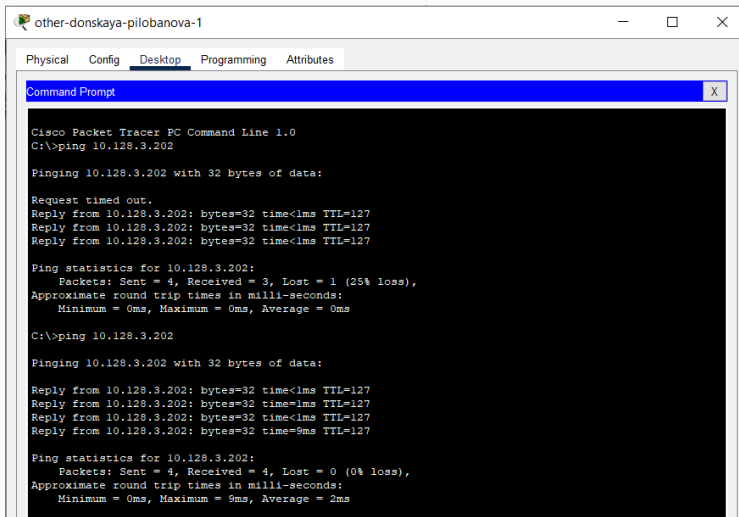 other-donskaya-pilobanova-1
Physical Config Desktop Programming Attributes
Command Prompt
X
Cisco Packet Tracer PC Command Line 1.0
C:\>ping 10.128.3.202
Pinging 10.128.3.202 with 32 bytes of data:
Request timed out.
Reply from 10.128.3.202: bytes=32 time<1ms TTL=127
Reply from 10.128.3.202: bytes=32 time<1ms TTL=127
Reply from 10.128.3.202: bytes=32 time<1ms TTL=127
Ping statistics for 10.128.3.202:
Packets: Sent = 4, Received = 3, Lost = 1 (25% loss),
Approximate round trip times in milli-seconds:
Minimum = 0ms, Maximum = 0ms, Average = 0ms
C:\>ping 10.128.3.202
Pinging 10.128.3.202 with 32 bytes of data:
Reply from 10.128.3.202: bytes=32 time<1ms TTL=127
Reply from 10.128.3.202: bytes=32 time=1ms TTL=127
Reply from 10.128.3.202: bytes=32 time<1ms TTL=127
Reply from 10.128.3.202: bytes=32 time=9ms TTL=127
Ping statistics for 10.128.3.202:
Packets: Sent = 4, Received = 4, Lost = 0 (0% loss),
Approximate round trip times in milli-seconds:
Minimum = 0ms, Maximum = 9ms, Average = 2ms